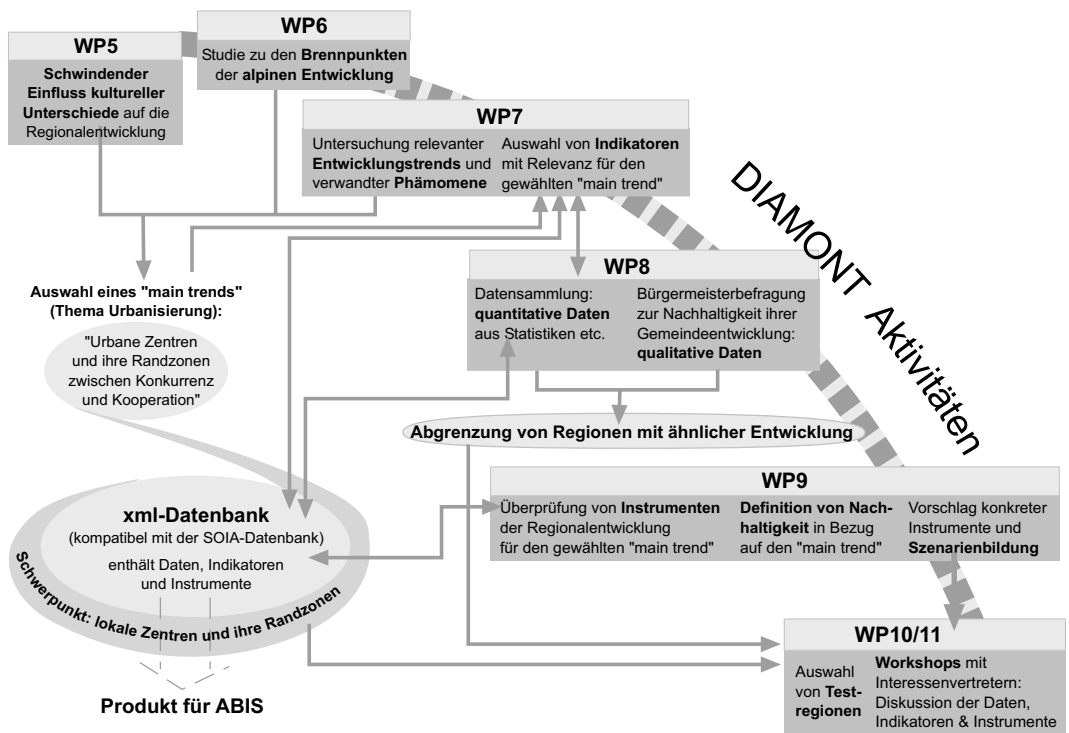 WP5
Schwindender
Einfluss kultureller
Unterschiede auf die
Regionalentwicklung
WP6
Studie zu den Brennpunkten
der alpinen Entwicklung
WP7
Untersuchung relevanter
Entwicklungstrends und
verwandter Phämomene
Auswahl von Indikatoren
mit Relevanz für den
gewählten "main trend"
DIAMONT Aktivitäten
WP8
Datensammlung:
quantitative Daten
aus Statistiken etc.
Bürgermeisterbefragung
zur Nachhaltigkeit ihrer
Gemeindeentwicklung:
qualitative Daten
Auswahl eines "main trends"
(Thema Urbanisierung):
"Urbane Zentren
und ihre Randzonen
zwischen Konkurrenz
und Kooperation"
Abgrenzung von Regionen mit ähnlicher Entwicklung
WP9
Überprüfung von Instrumenten
der Regionalentwicklung
für den gewählten "main trend"
Definition von Nach-
haltigkeit in Bezug
auf den "main trend"
Vorschlag konkreter
Instrumente und
Szenarienbildung
xml-Datenbank
(kompatibel mit der SOIA-Datenbank)
enthält Daten, Indikatoren
und Instrumente
Schwerpunkt: lokale Zentren und ihre Randzonen
Produkt für ABIS
WP10/11
Auswahl
von Test-
regionen
Workshops mit
Interessenvertretern:
Diskussion der Daten,
Indikatoren & Instrumente